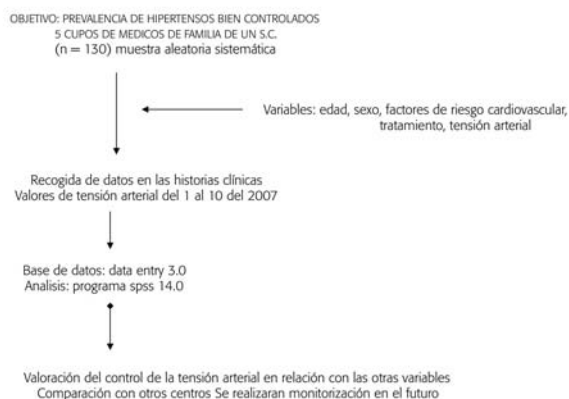 OBJETIVO: PREVALENCIA DE HIPERTENSOS BIEN CONTROLADOS
5 CUPOS DE MEDICOS DE FAMILIA DE UN S.C.
(n = 130) muestra aleatoria sistemática
Variables: edad, sexo, factores de riesgo cardiovascular,
tratamiento, tensión arterial
Recogida de datos en las historias clínicas
Valores de tensión arterial del 1 al 10 del 2007
Base de datos: data entry 3.0
Analisis: programa spss 14.0
Valoración del control de la tensión arterial en relación con las otras variables
Comparación con otros centros Se realizaran monitorización en el futuro